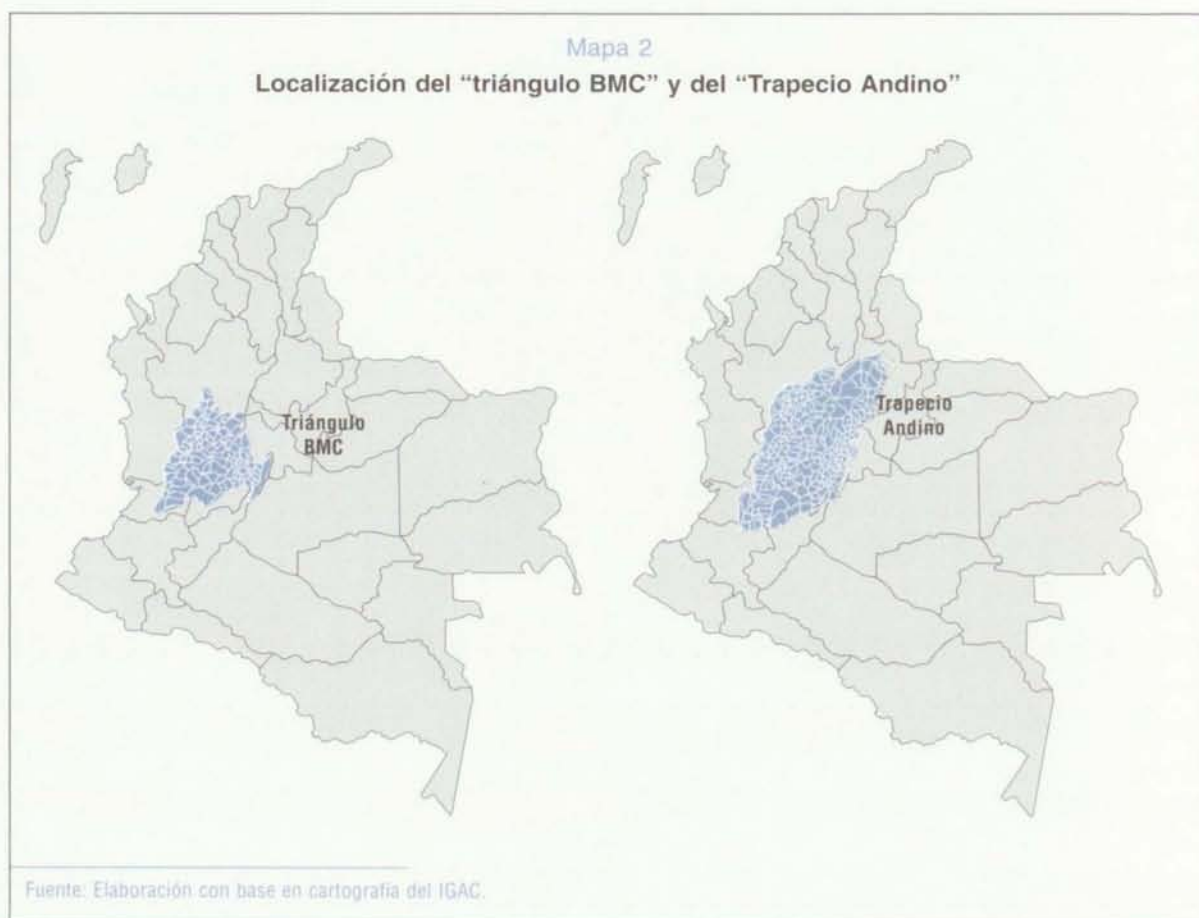 Mapa 2
Localización del "triángulo BMC" y del "Trapecio Andino"
Triángulo
BMC
Trapecio
Andino
Fuente: Elaboración con base en cartografía del IGAC.